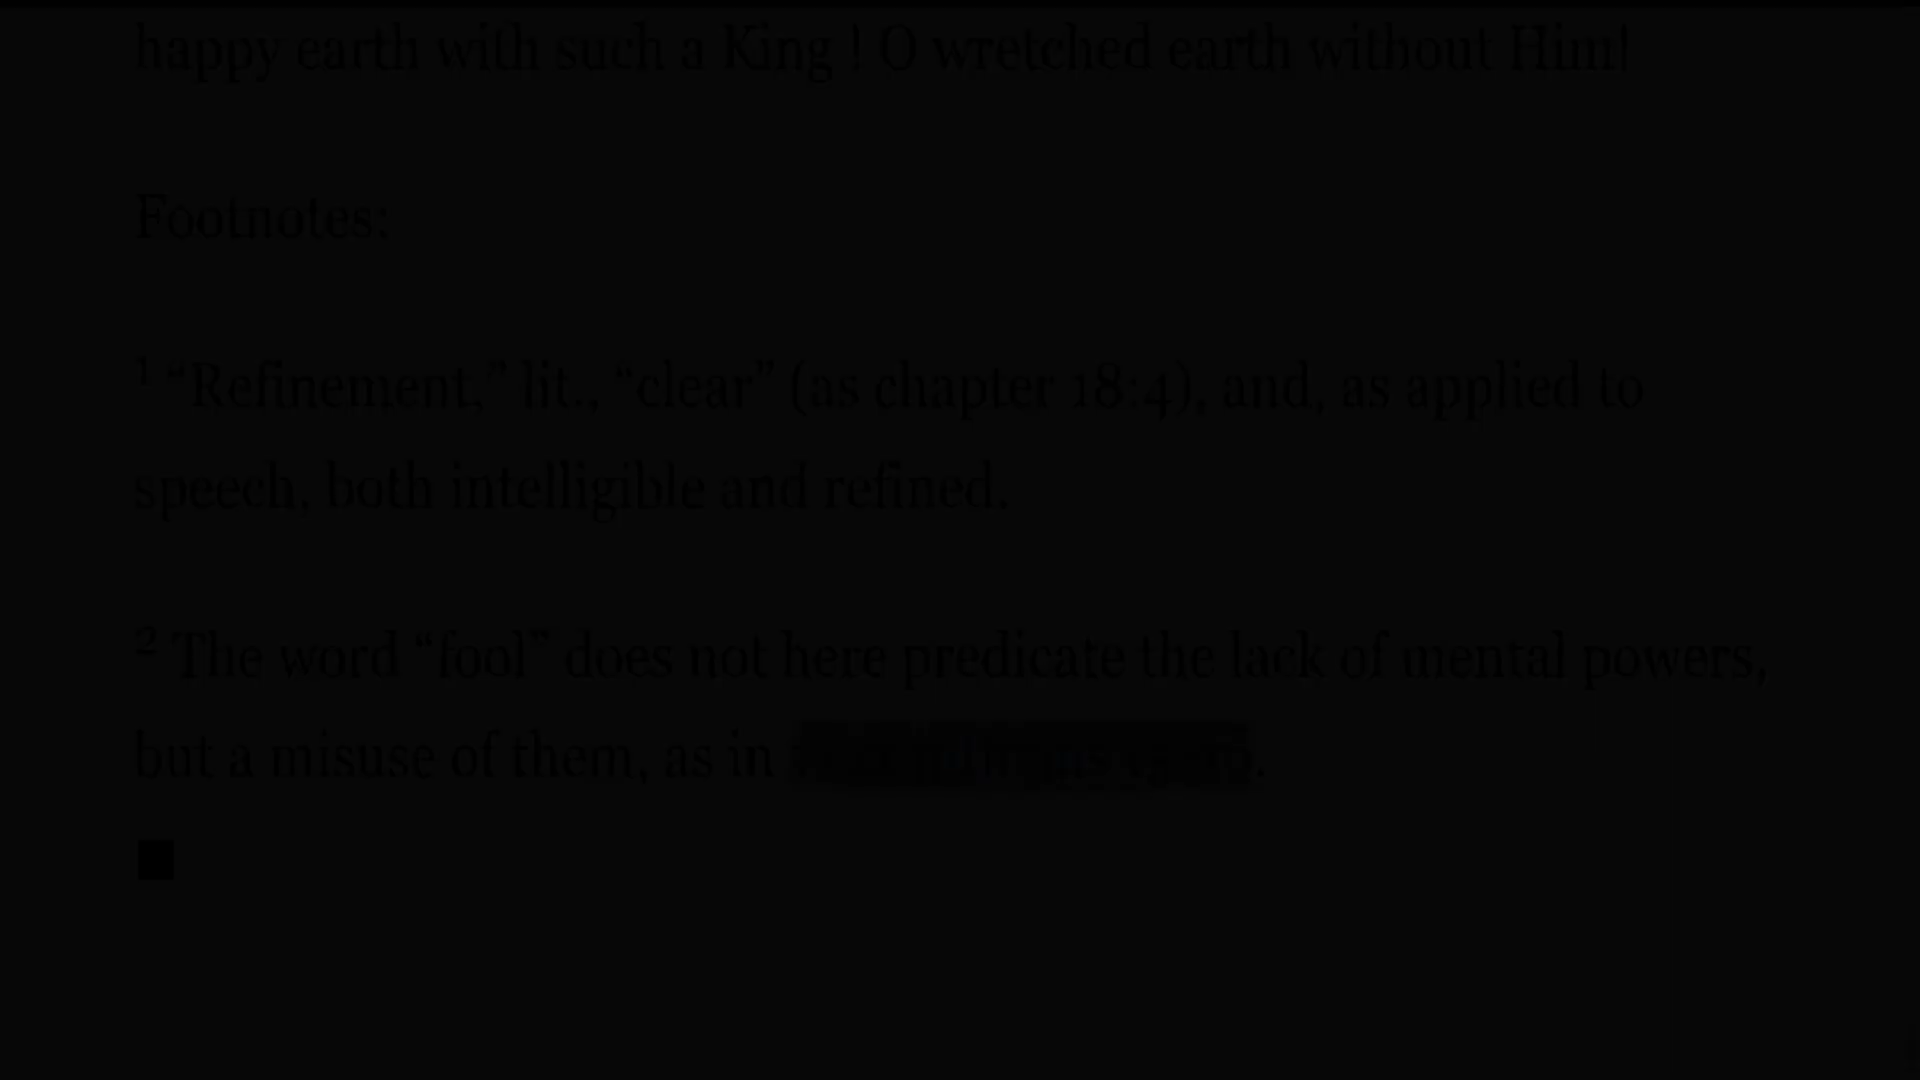 happy earth with such a King ! O wretched earth without Him!
Footnotes:
1 “Refinement,” lit., “clear” (as chapter 18:4), and, as applied to
speech, both intelligible and refined.
2 The word “fool” does not here predicate the lack of mental powers,
but a misuse of them, as in